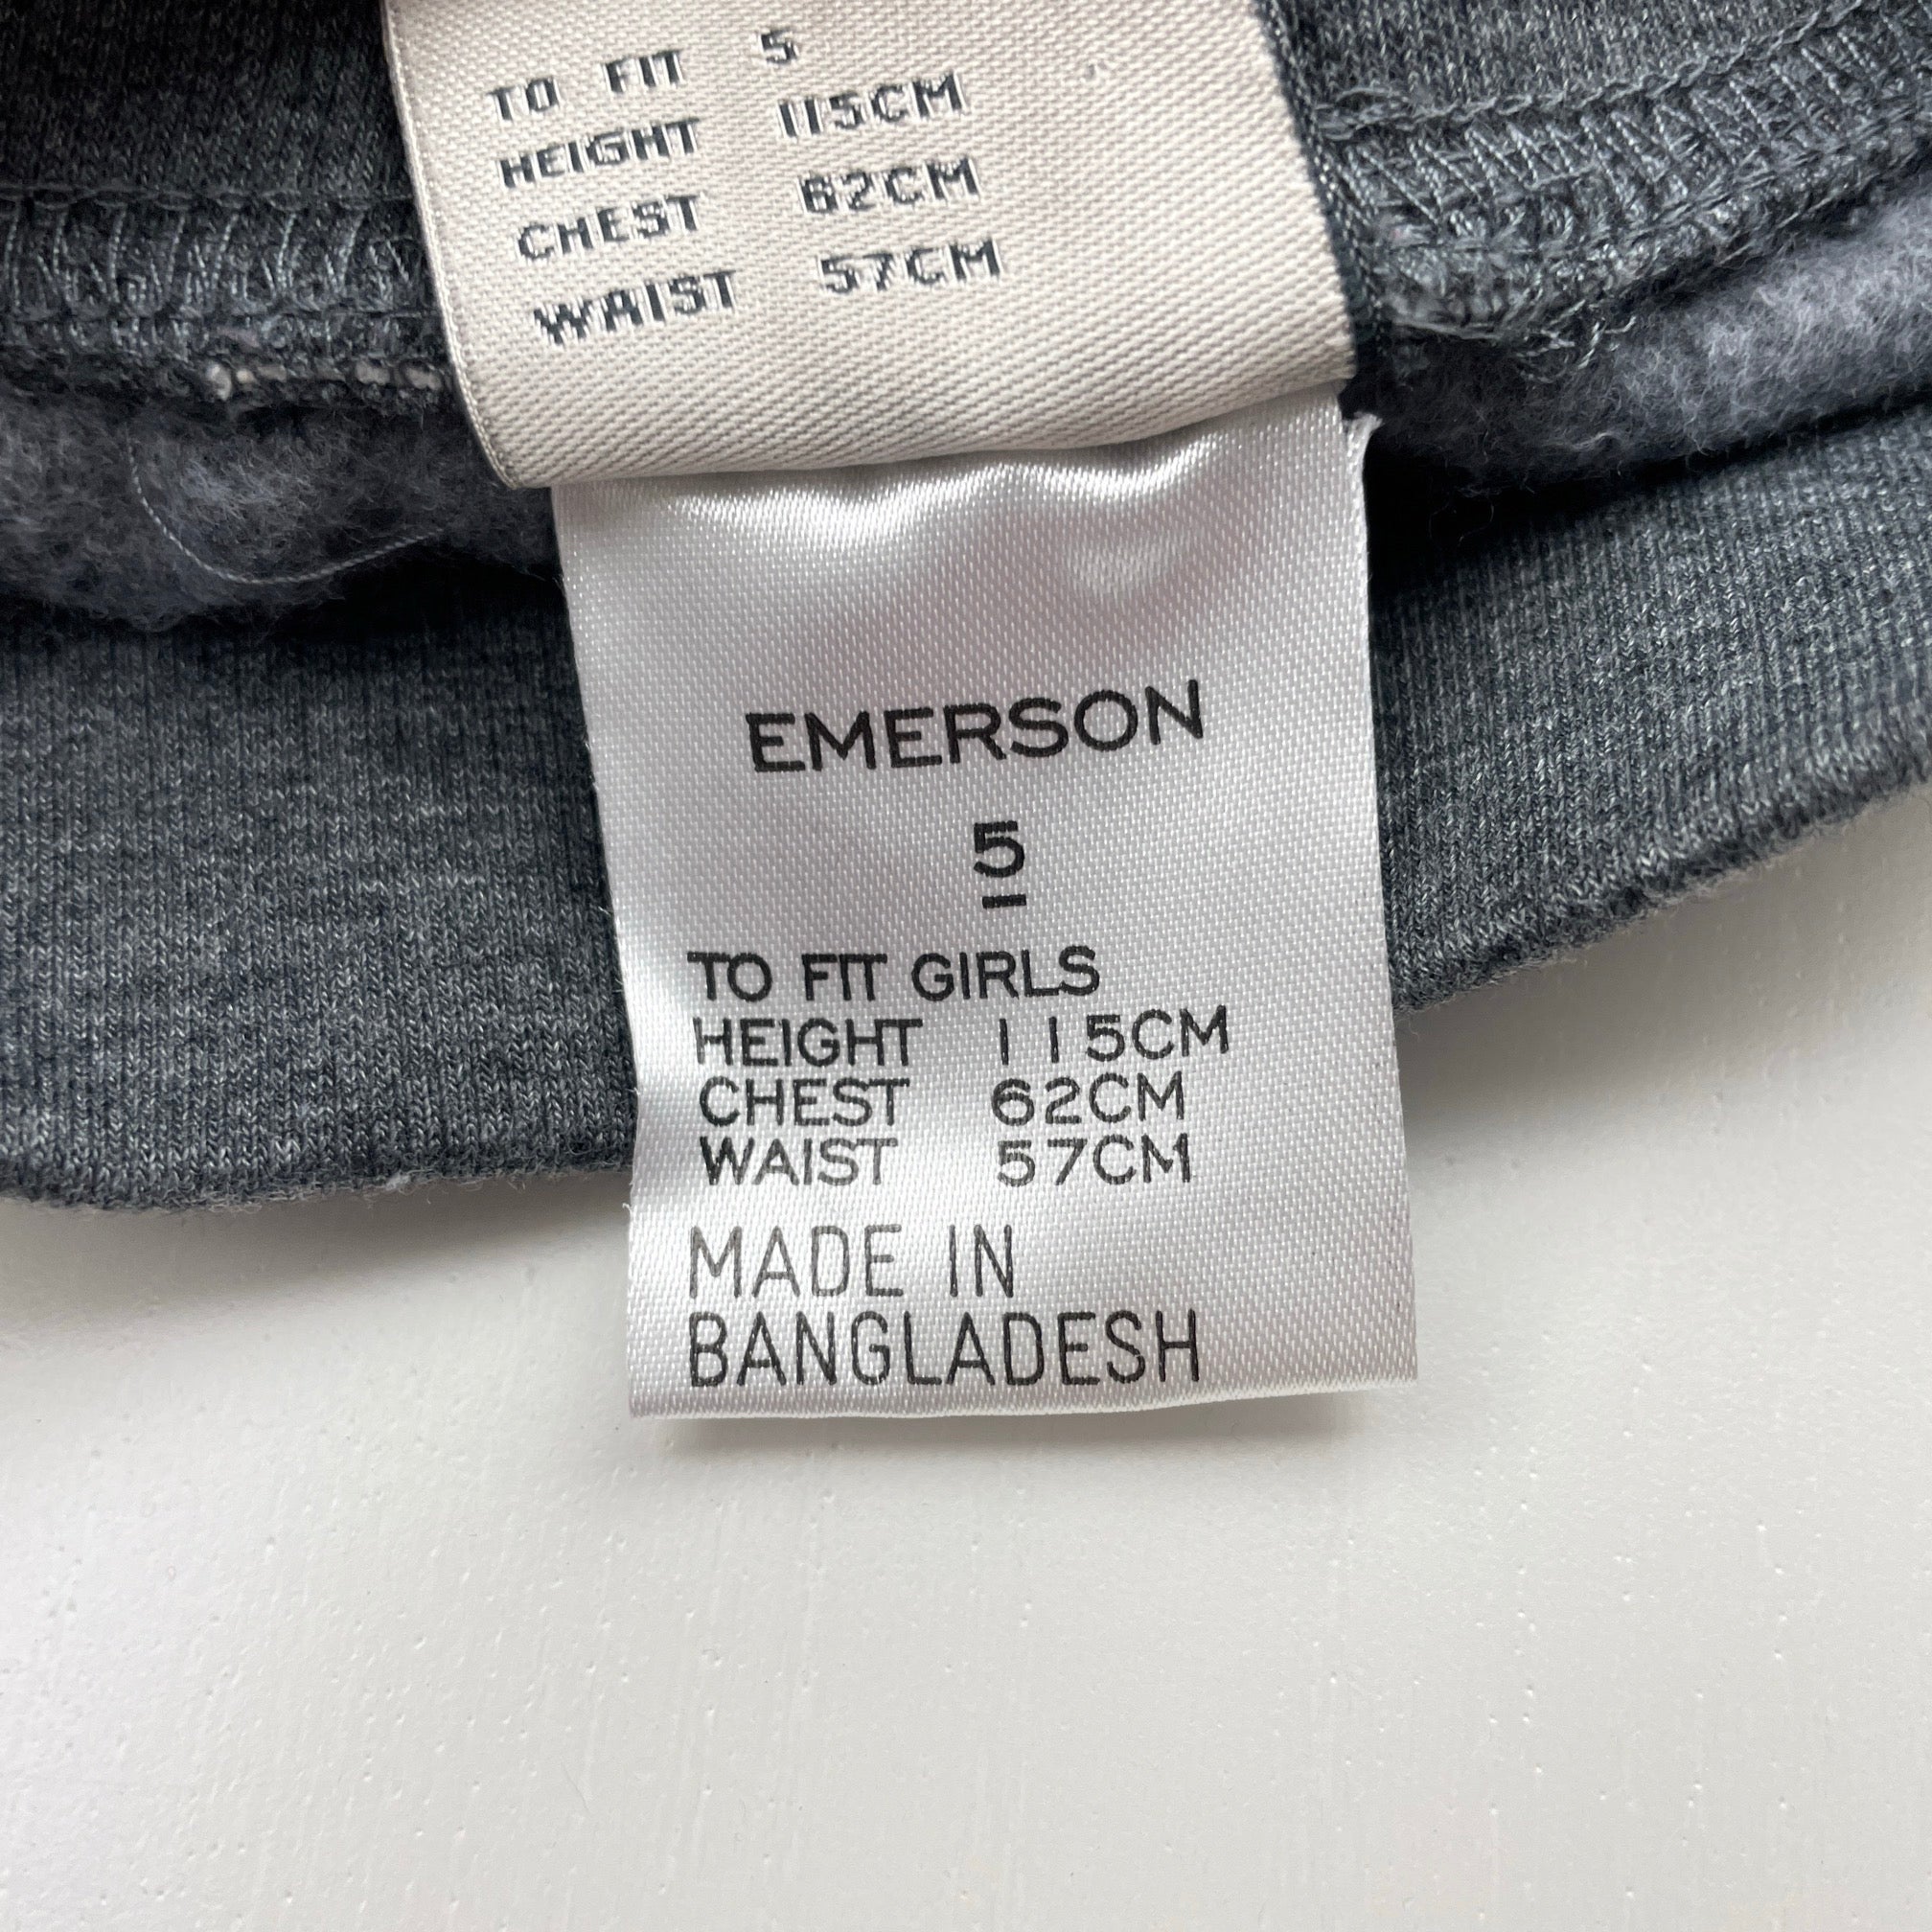 TO FIT 5
HEIGHT 115CM
CHEST 62CM
WAIST 57CM
EMERSON
5
TO FIT GIRLS
HEIGHT 115CM
CHEST 62CM
WAIST 57CM
MADE IN
BANGLADESH